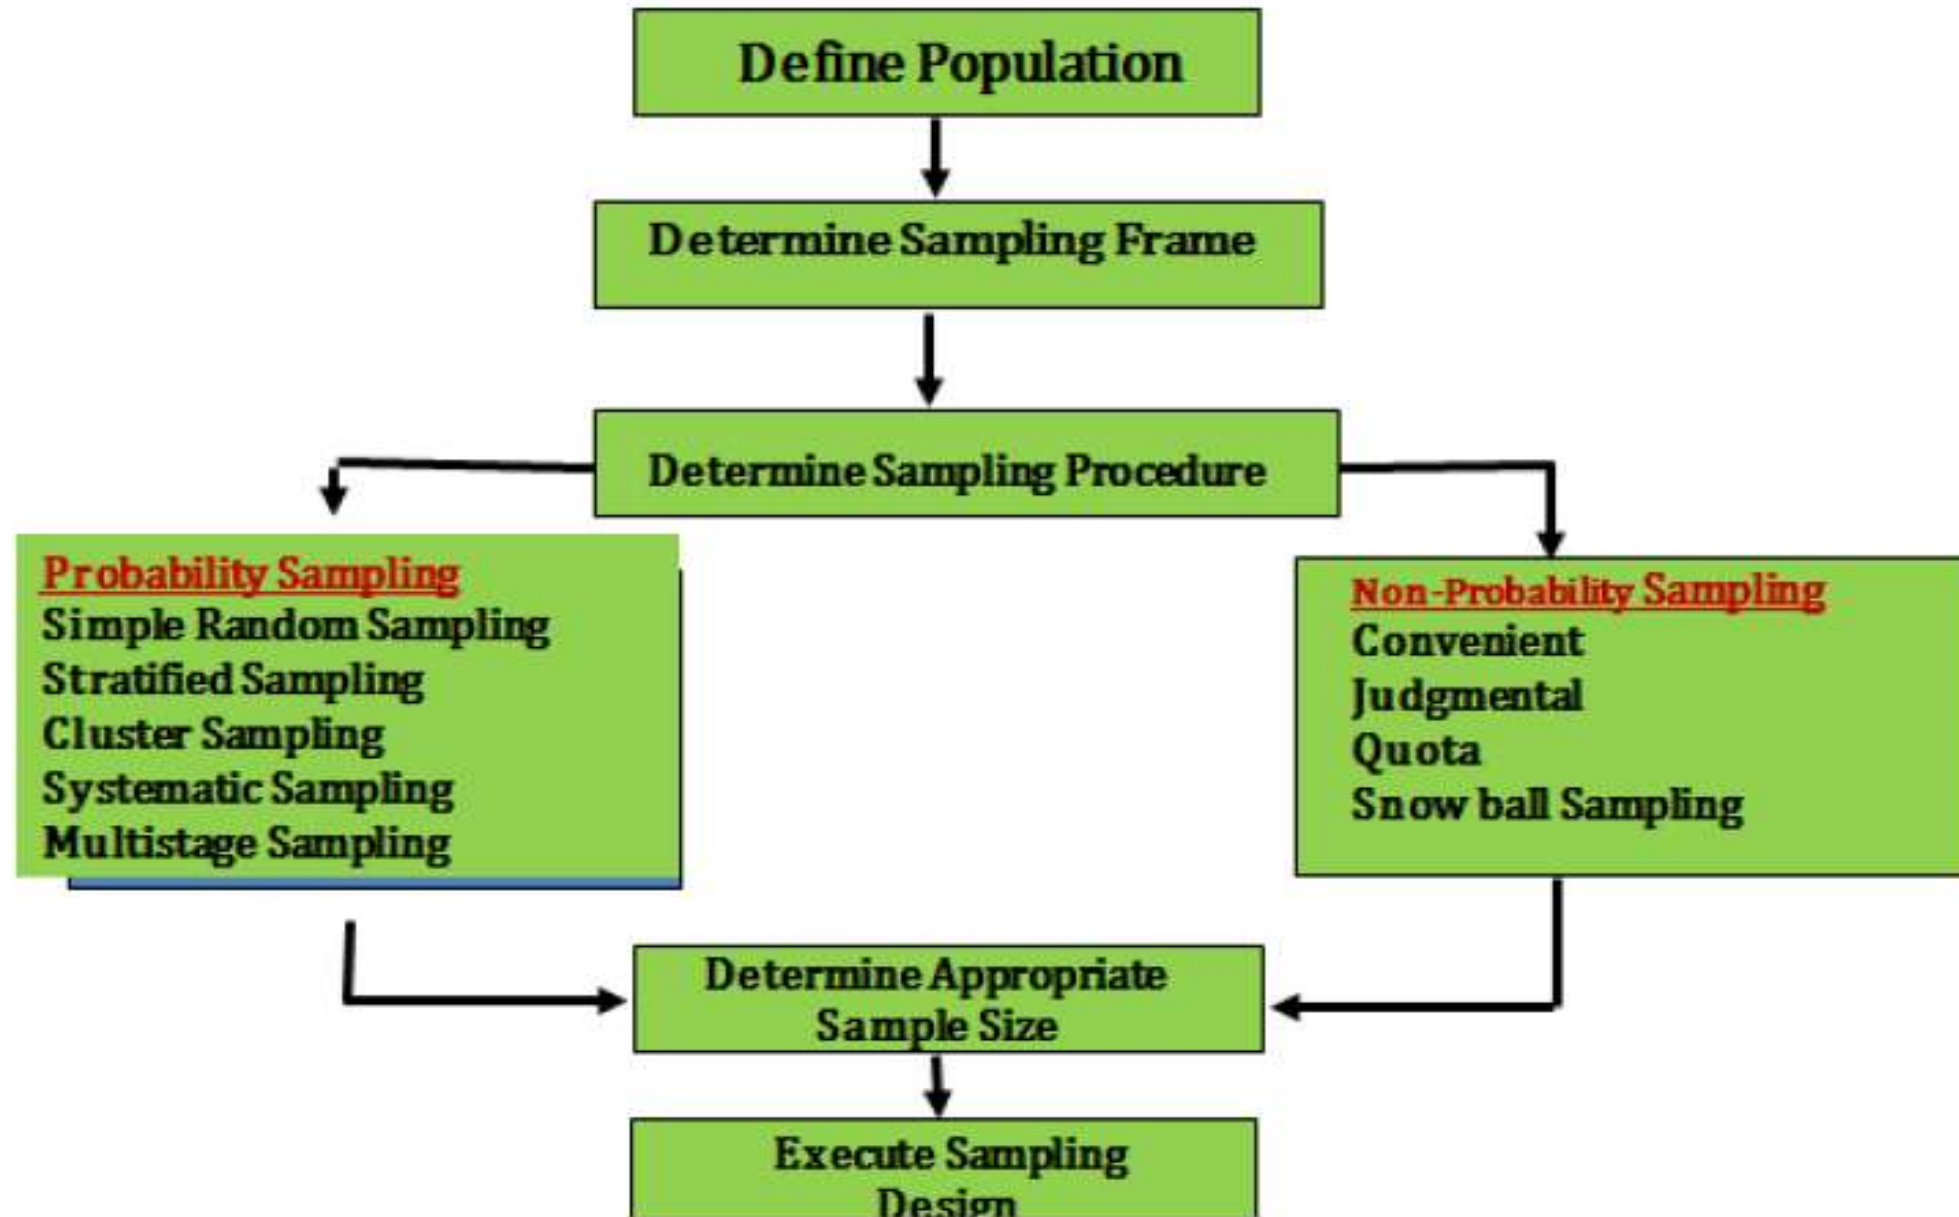 Define Population
Determine Sampling Frame
Determine Sampling Procedure
Probability Sampling
Simple Random Sampling
Stratified Sampling
Cluster Sampling
Systematic Sampling
Multistage Sampling
Non-Probability Sampling
Convenient
Judgmental
Quota
Snow ball Sampling
Determine Appropriate
Sample Size
Execute Sampling
Design